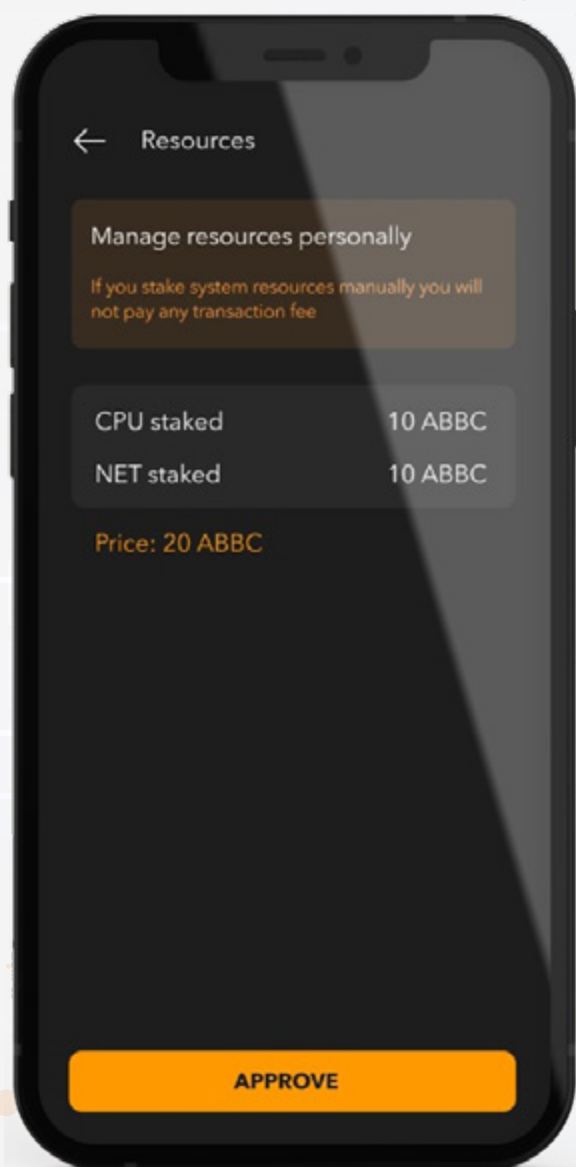 Resources
Manage resources personally
If you stake system resources manually you will
not pay any transaction fee
CPU staked 10 ABBC
NET staked 10 ABBC
Price: 20 ABBC
APPROVE